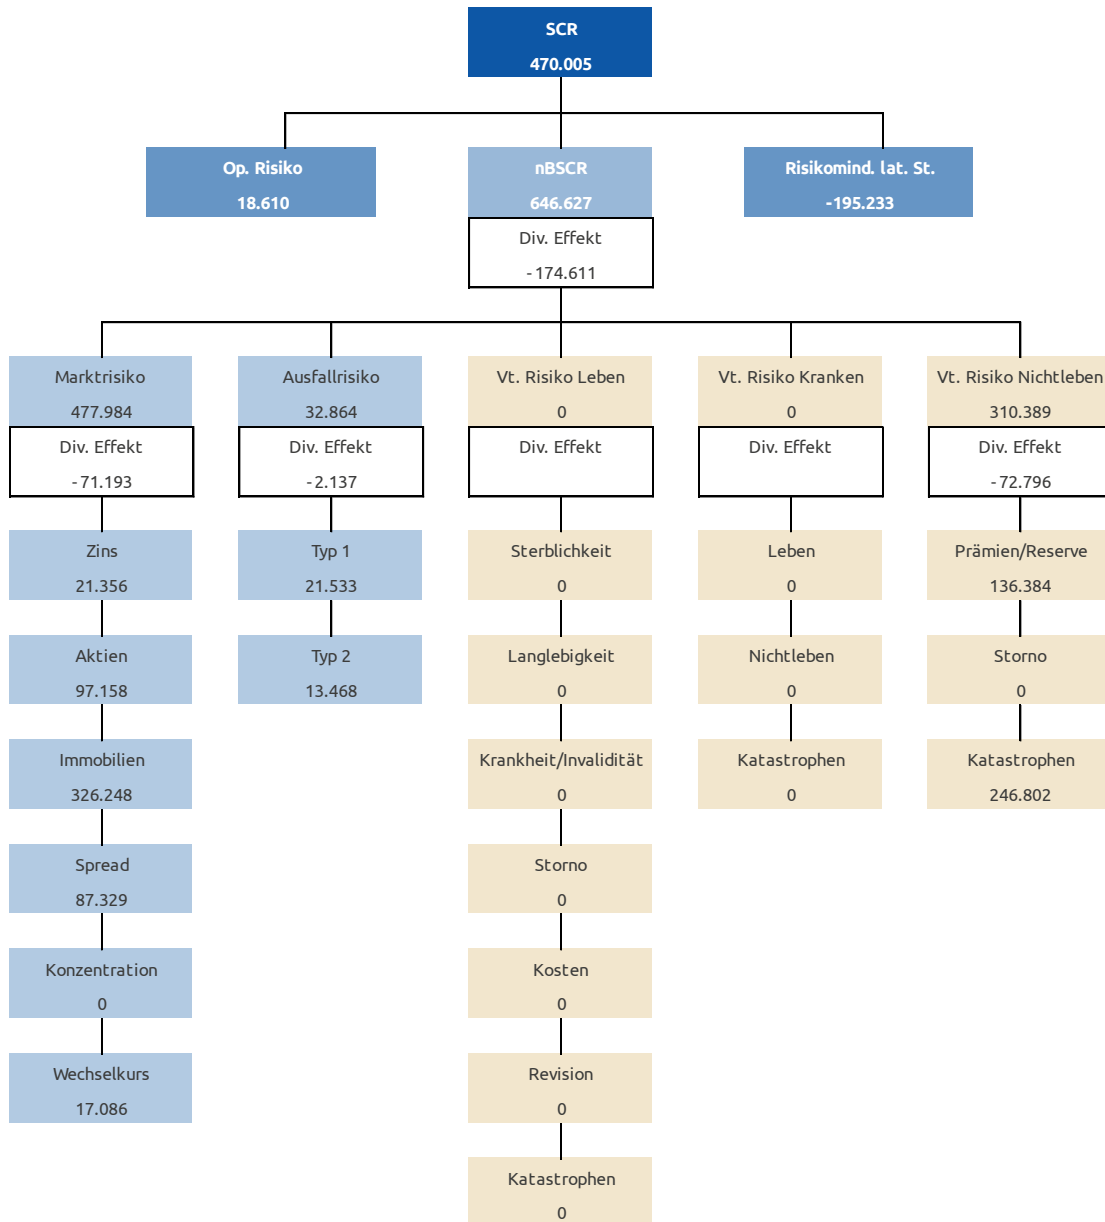 SCR
470.005
Op. Risiko
18.610
nBSCR
646.627
Risikomind. lat. St.
-195.233
Div. Effekt
-174.611
Marktrisiko
477.984
Div. Effekt
-71.193
Zins
21.356
Aktien
97.158
Immobilien
326.248
Spread
87.329
Konzentration
0
Wechselkurs
17.086
Ausfallrisiko
32.864
Div. Effekt
-2.137
Typ 1
21.533
Typ 2
13.468
Vt. Risiko Leben
0
Div. Effekt
Sterblichkeit
0
Langlebigkeit
0
Krankheit/Invalidität
0
Storno
0
Kosten
0
Revision
0
Katastrophen
0
Vt. Risiko Kranken
0
Div. Effekt
Leben
0
Nichtleben
0
Katastrophen
0
Vt. Risiko Nichtleben
310.389
Div. Effekt
-72.796
Prämien/Reserve
136.384
Storno
0
Katastrophen
246.802